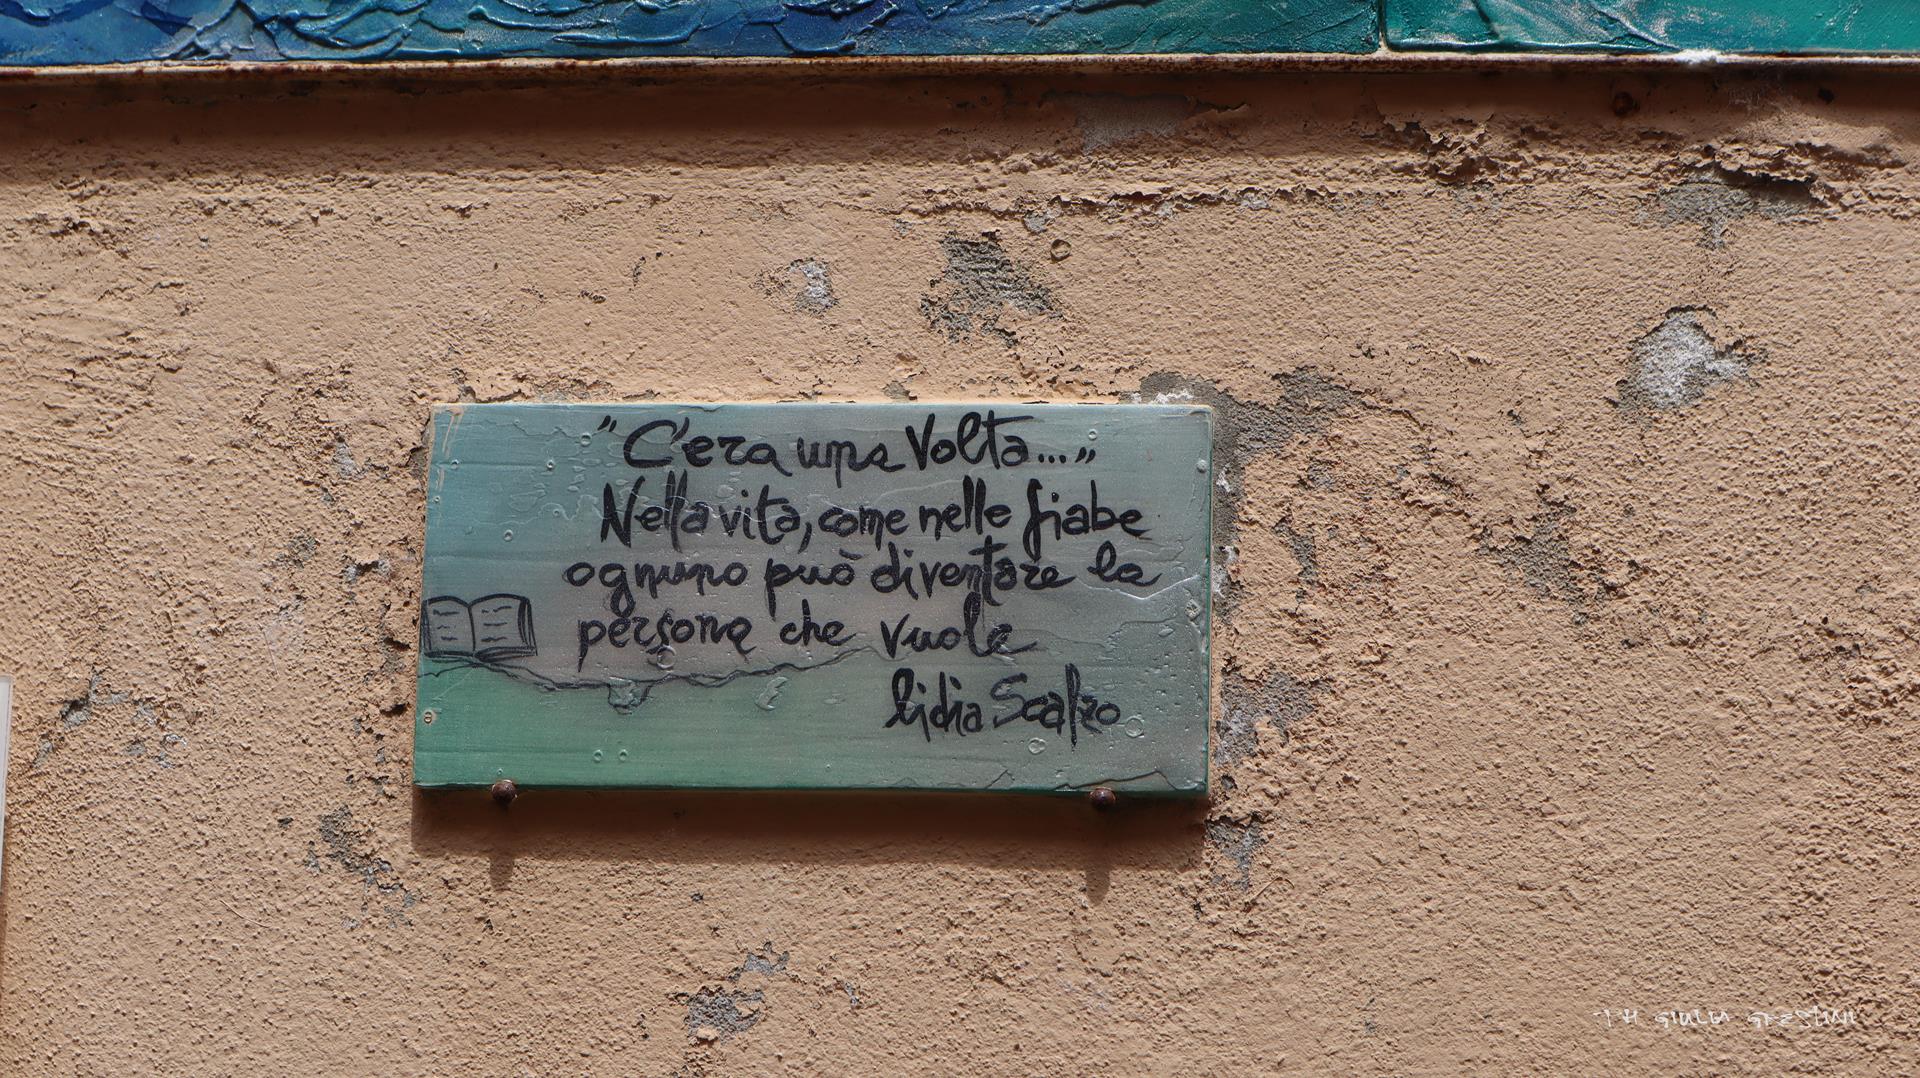 "C'era una Volta..."
Nella vita, come nelle fiabe
ognuno può diventare la
persona che vuole
Lidia Scalzo